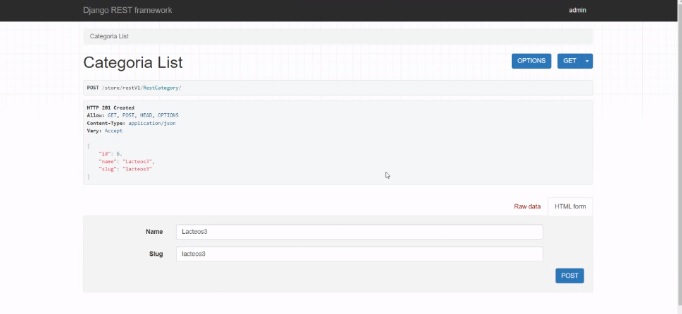 Django REST framework
admin
Categoria List
Categoria List
OPTIONS
GET
POST /store/restV1/RestCategory/
HTTP 201 Created
Allow: GET, POST, HEAD, OPTIONS
Content-Type: application/json
Vary: Accept
{
"id":
"name": "Lacteos3",
"slug": "lacteos3"
}
Raw data
HTML form
Name
Lacteos3
Slug
lacteos3
POST